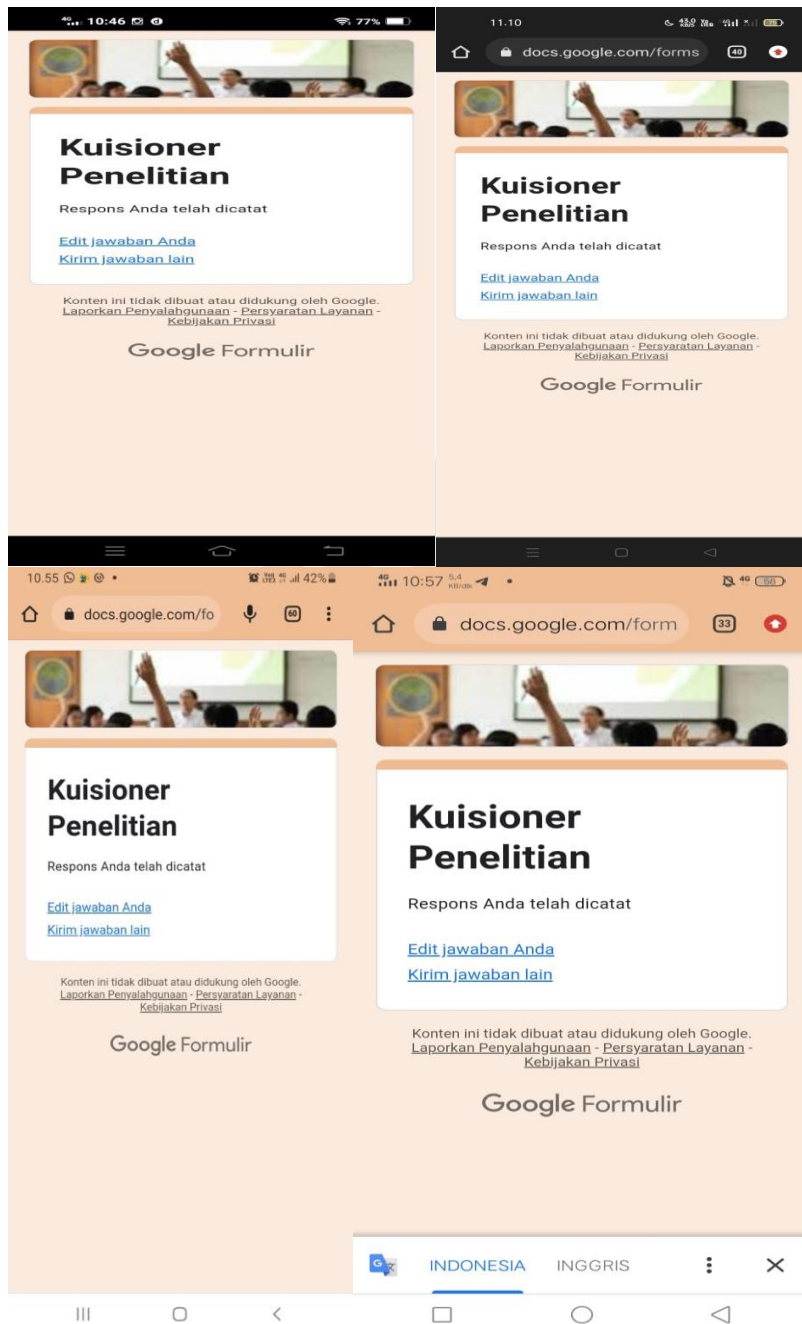 4G 10:46 77%
Kuisioner
Penelitian
Respons Anda telah dicatat
Edit jawaban Anda
Kirim jawaban lain
Konten ini tidak dibuat atau didukung oleh Google.
Laporkan Penyalahgunaan - Persyaratan Layanan -
Kebijakan Privasi
Google Formulir
11.10
docs.google.com/forms 40
Kuisioner
Penelitian
Respons Anda telah dicatat
Edit jawaban Anda
Kirim jawaban lain
Konten ini tidak dibuat atau didukung oleh Google.
Laporkan Penyalahgunaan - Persyaratan Layanan -
Kebijakan Privasi
Google Formulir
10.55 42%
docs.google.com/fo 60
Kuisioner
Penelitian
Respons Anda telah dicatat
Edit jawaban Anda
Kirim jawaban lain
Konten ini tidak dibuat atau didukung oleh Google.
Laporkan Penyalahgunaan - Persyaratan Layanan -
Kebijakan Privasi
Google Formulir
4G 10:57 5,4 KB/dtk 4G
docs.google.com/form 33
Kuisioner
Penelitian
Respons Anda telah dicatat
Edit jawaban Anda
Kirim jawaban lain
Konten ini tidak dibuat atau didukung oleh Google.
Laporkan Penyalahgunaan - Persyaratan Layanan -
Kebijakan Privasi
Google Formulir
INDONESIA INGGRIS